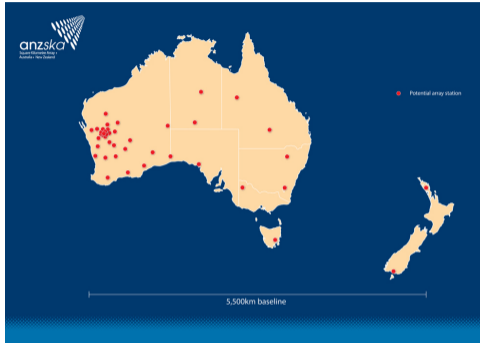 anzska
Square Kilometre Array •
Australia • New Zealand
Potential array station
5,500km baseline